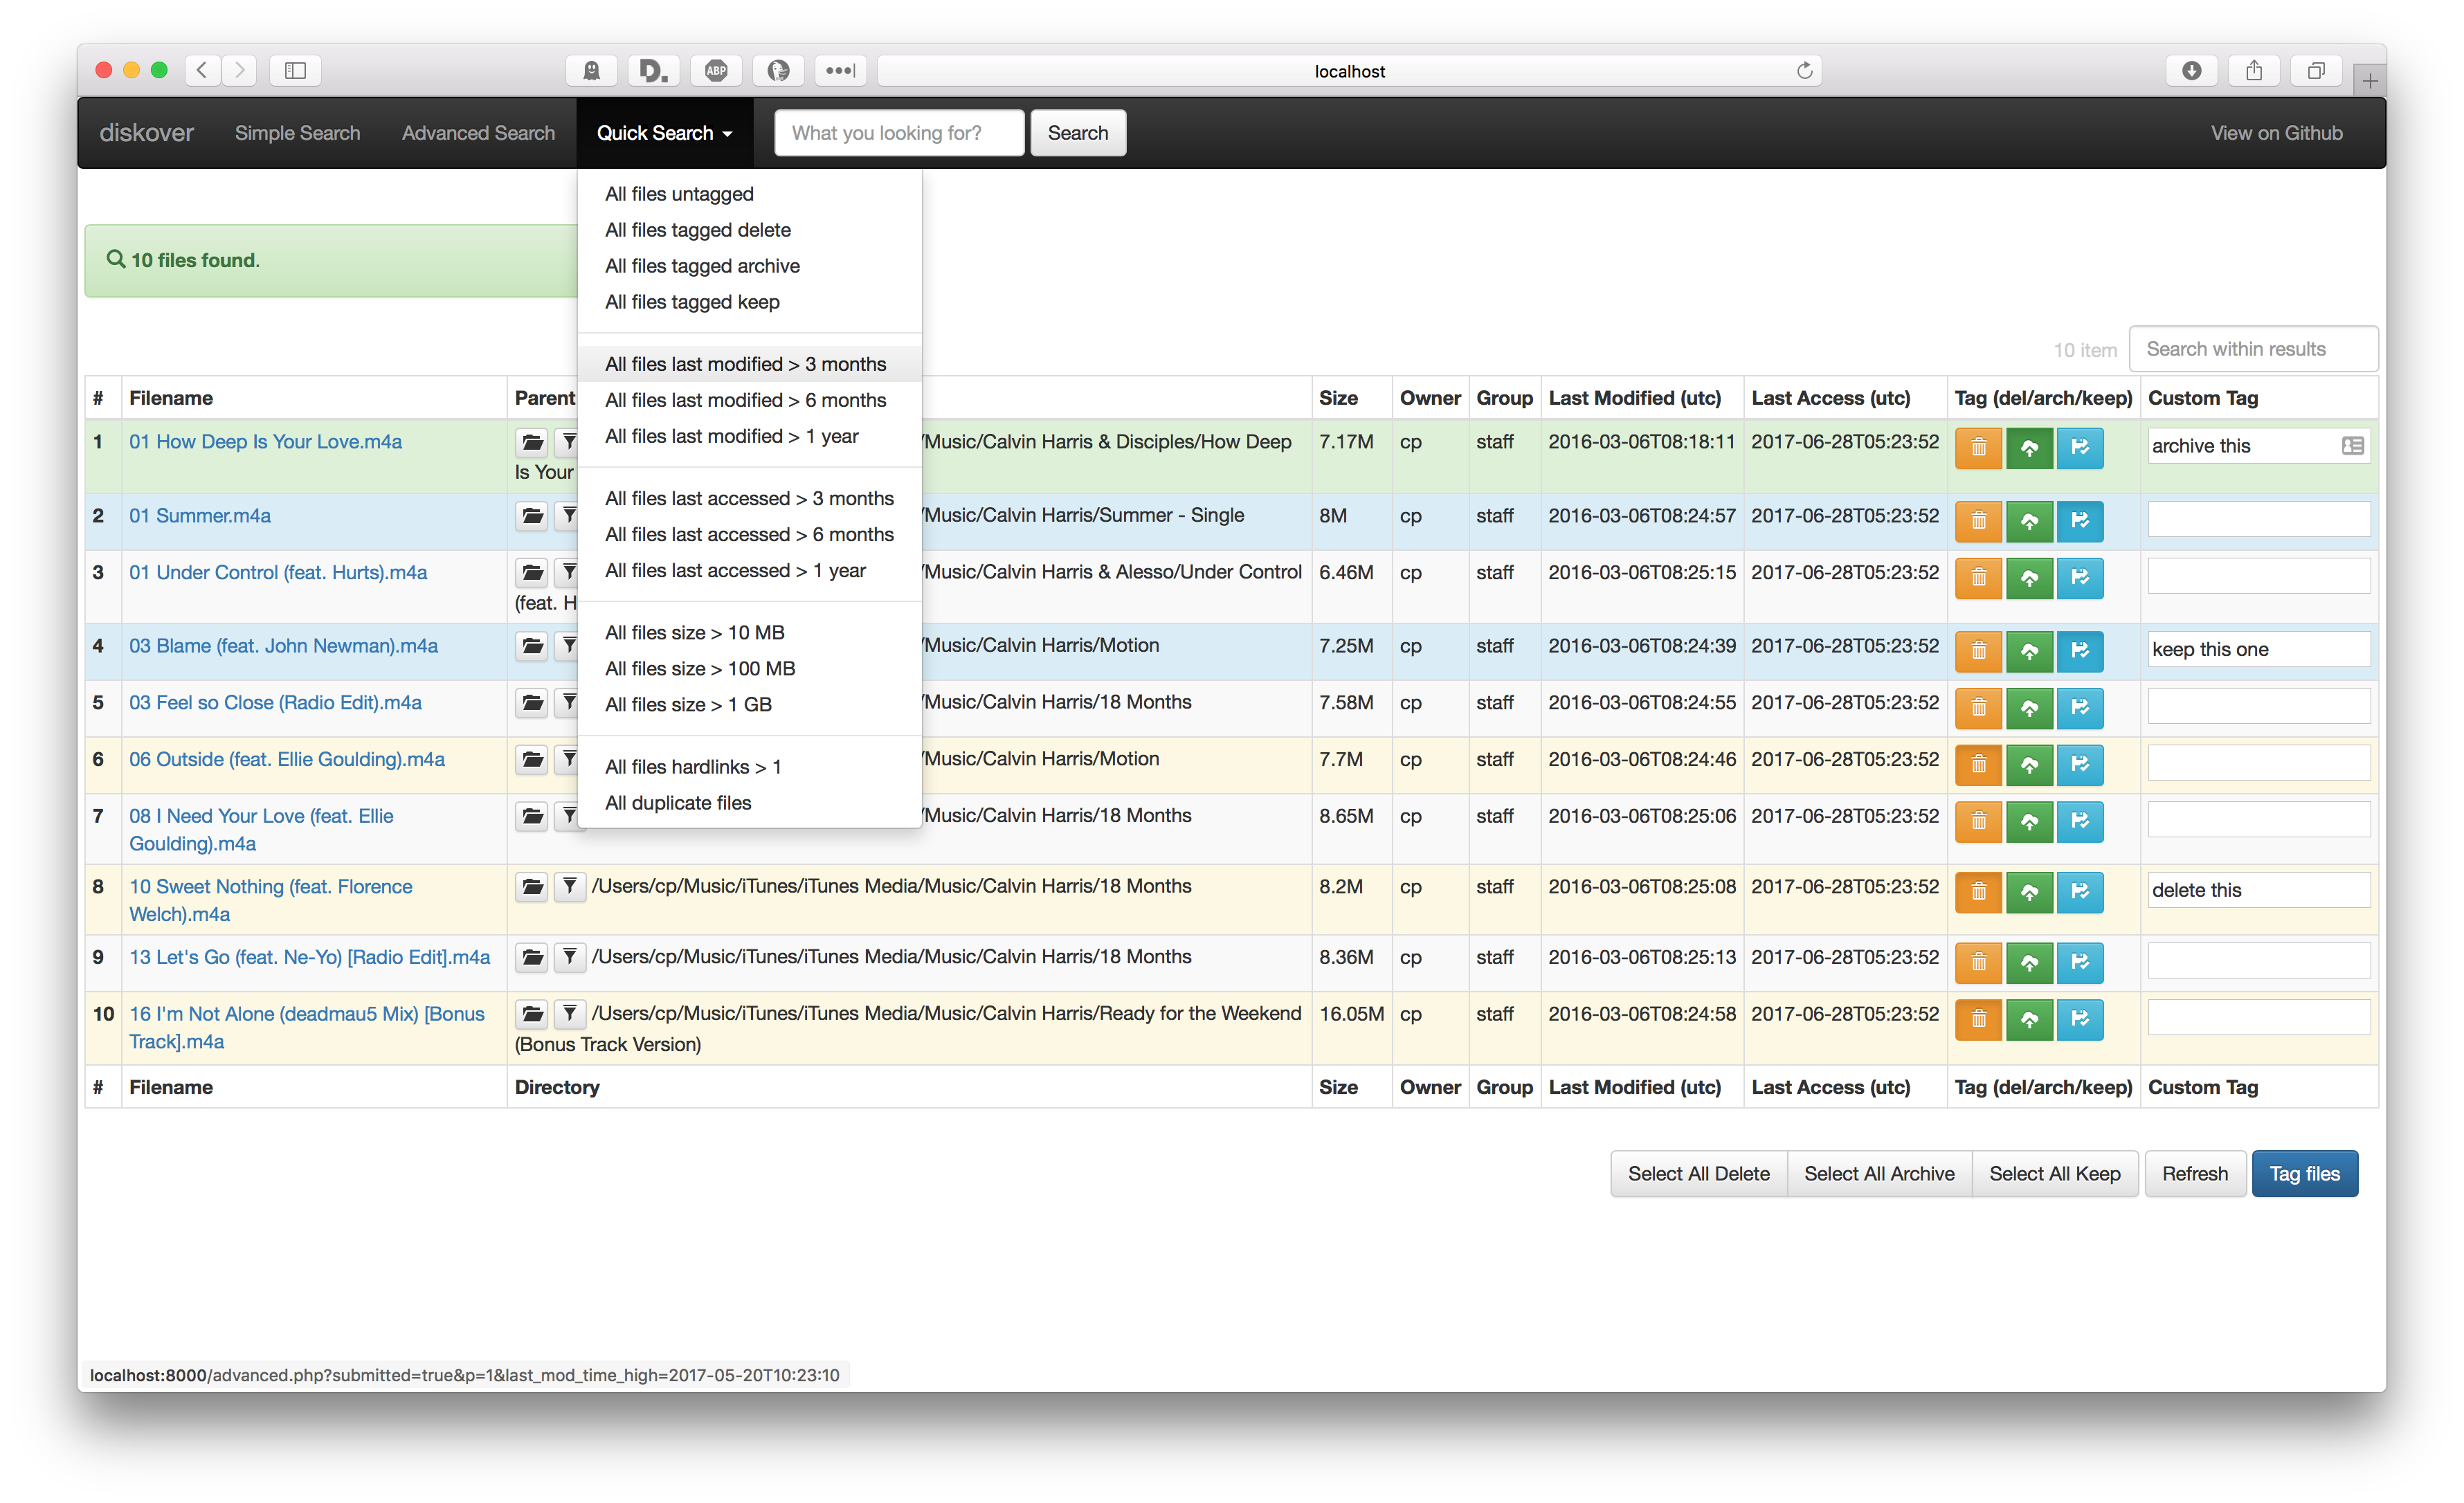 localhost
diskover Simple Search Advanced Search Quick Search What you looking for? Search View on Github
All files untagged
All files tagged delete
All files tagged archive
All files tagged keep
All files last modified > 3 months
All files last modified > 6 months
All files last modified > 1 year
All files last accessed > 3 months
All files last accessed > 6 months
All files last accessed > 1 year
All files size > 10 MB
All files size > 100 MB
All files size > 1 GB
All files hardlinks > 1
All duplicate files
10 files found.
10 item Search within results
# Filename Parent Size Owner Group Last Modified (utc) Last Access (utc) Tag (del/arch/keep) Custom Tag
1 01 How Deep Is Your Love.m4a /Music/Calvin Harris & Disciples/How Deep 7.17M cp staff 2016-03-06T08:18:11 2017-06-28T05:23:52 archive this
Is Your
2 01 Summer.m4a /Music/Calvin Harris/Summer - Single 8M cp staff 2016-03-06T08:24:57 2017-06-28T05:23:52
3 01 Under Control (feat. Hurts).m4a /Music/Calvin Harris & Alesso/Under Control 6.46M cp staff 2016-03-06T08:25:15 2017-06-28T05:23:52
(feat. H
4 03 Blame (feat. John Newman).m4a /Music/Calvin Harris/Motion 7.25M cp staff 2016-03-06T08:24:39 2017-06-28T05:23:52 keep this one
5 03 Feel so Close (Radio Edit).m4a /Music/Calvin Harris/18 Months 7.58M cp staff 2016-03-06T08:24:55 2017-06-28T05:23:52
6 06 Outside (feat. Ellie Goulding).m4a /Music/Calvin Harris/Motion 7.7M cp staff 2016-03-06T08:24:46 2017-06-28T05:23:52
7 08 I Need Your Love (feat. Ellie /Music/Calvin Harris/18 Months 8.65M cp staff 2016-03-06T08:25:06 2017-06-28T05:23:52
Goulding).m4a
8 10 Sweet Nothing (feat. Florence /Users/cp/Music/iTunes/iTunes Media/Music/Calvin Harris/18 Months 8.2M cp staff 2016-03-06T08:25:08 2017-06-28T05:23:52 delete this
Welch).m4a
9 13 Let's Go (feat. Ne-Yo) [Radio Edit].m4a /Users/cp/Music/iTunes/iTunes Media/Music/Calvin Harris/18 Months 8.36M cp staff 2016-03-06T08:25:13 2017-06-28T05:23:52
10 16 I'm Not Alone (deadmau5 Mix) [Bonus /Users/cp/Music/iTunes/iTunes Media/Music/Calvin Harris/Ready for the Weekend 16.05M cp staff 2016-03-06T08:24:58 2017-06-28T05:23:52
Track].m4a (Bonus Track Version)
# Filename Directory Size Owner Group Last Modified (utc) Last Access (utc) Tag (del/arch/keep) Custom Tag
Select All Delete Select All Archive Select All Keep Refresh Tag files
localhost:8000/advanced.php?submitted=true&p=1&last_mod_time_high=2017-05-20T10:23:10
D.
ABP